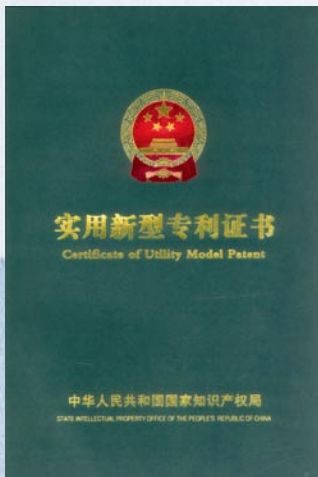 实用新型专利证书
Certificate of Utility Model Patent
中华人民共和国国家知识产权局
STATE INTELLECTUAL PROPERTY OFFICE OF THE PEOPLE'S REPUBLIC OF CHINA